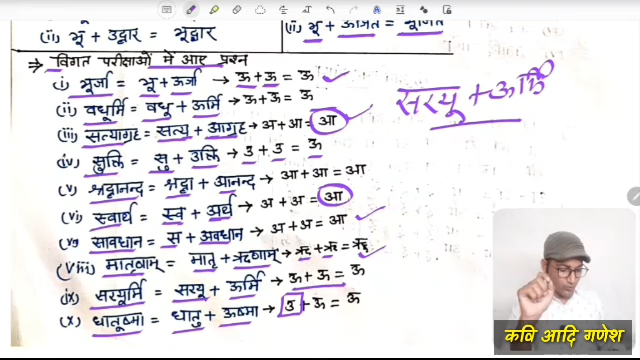 (ii) भू + उद्धार = भूद्धार
(ii) भू + ऊर्जित = भूर्जित
→ विगत परीक्षाओं में आए प्रश्न
(i) भूर्जा = भू + ऊर्जा → ऊ + ऊ = ऊ
(ii) वधूर्मि = वधू + ऊर्मि → ऊ + ऊ = ऊ
(iii) सत्याग्रह = सत्य + आग्रह → अ + आ = आ
(iv) सूक्ति = सु + उक्ति → उ + उ = ऊ
(v) श्रद्धानन्द = श्रद्धा + आनन्द → आ + आ = आ
(vi) स्वार्थ = स्व + अर्थ → अ + अ = आ
(vii) सावधान = स + अवधान → अ + अ = आ
(viii) मातॄणाम् = मातृ + ऋणाम् → ऋ + ऋ = ॠ
(ix) सरयूर्मि = सरयू + ऊर्मि → ऊ + ऊ = ऊ
(x) धातूष्मा = धातु + ऊष्मा → उ + ऊ = ऊ
सरयू + ऊर्मि
कवि आदि गणेश